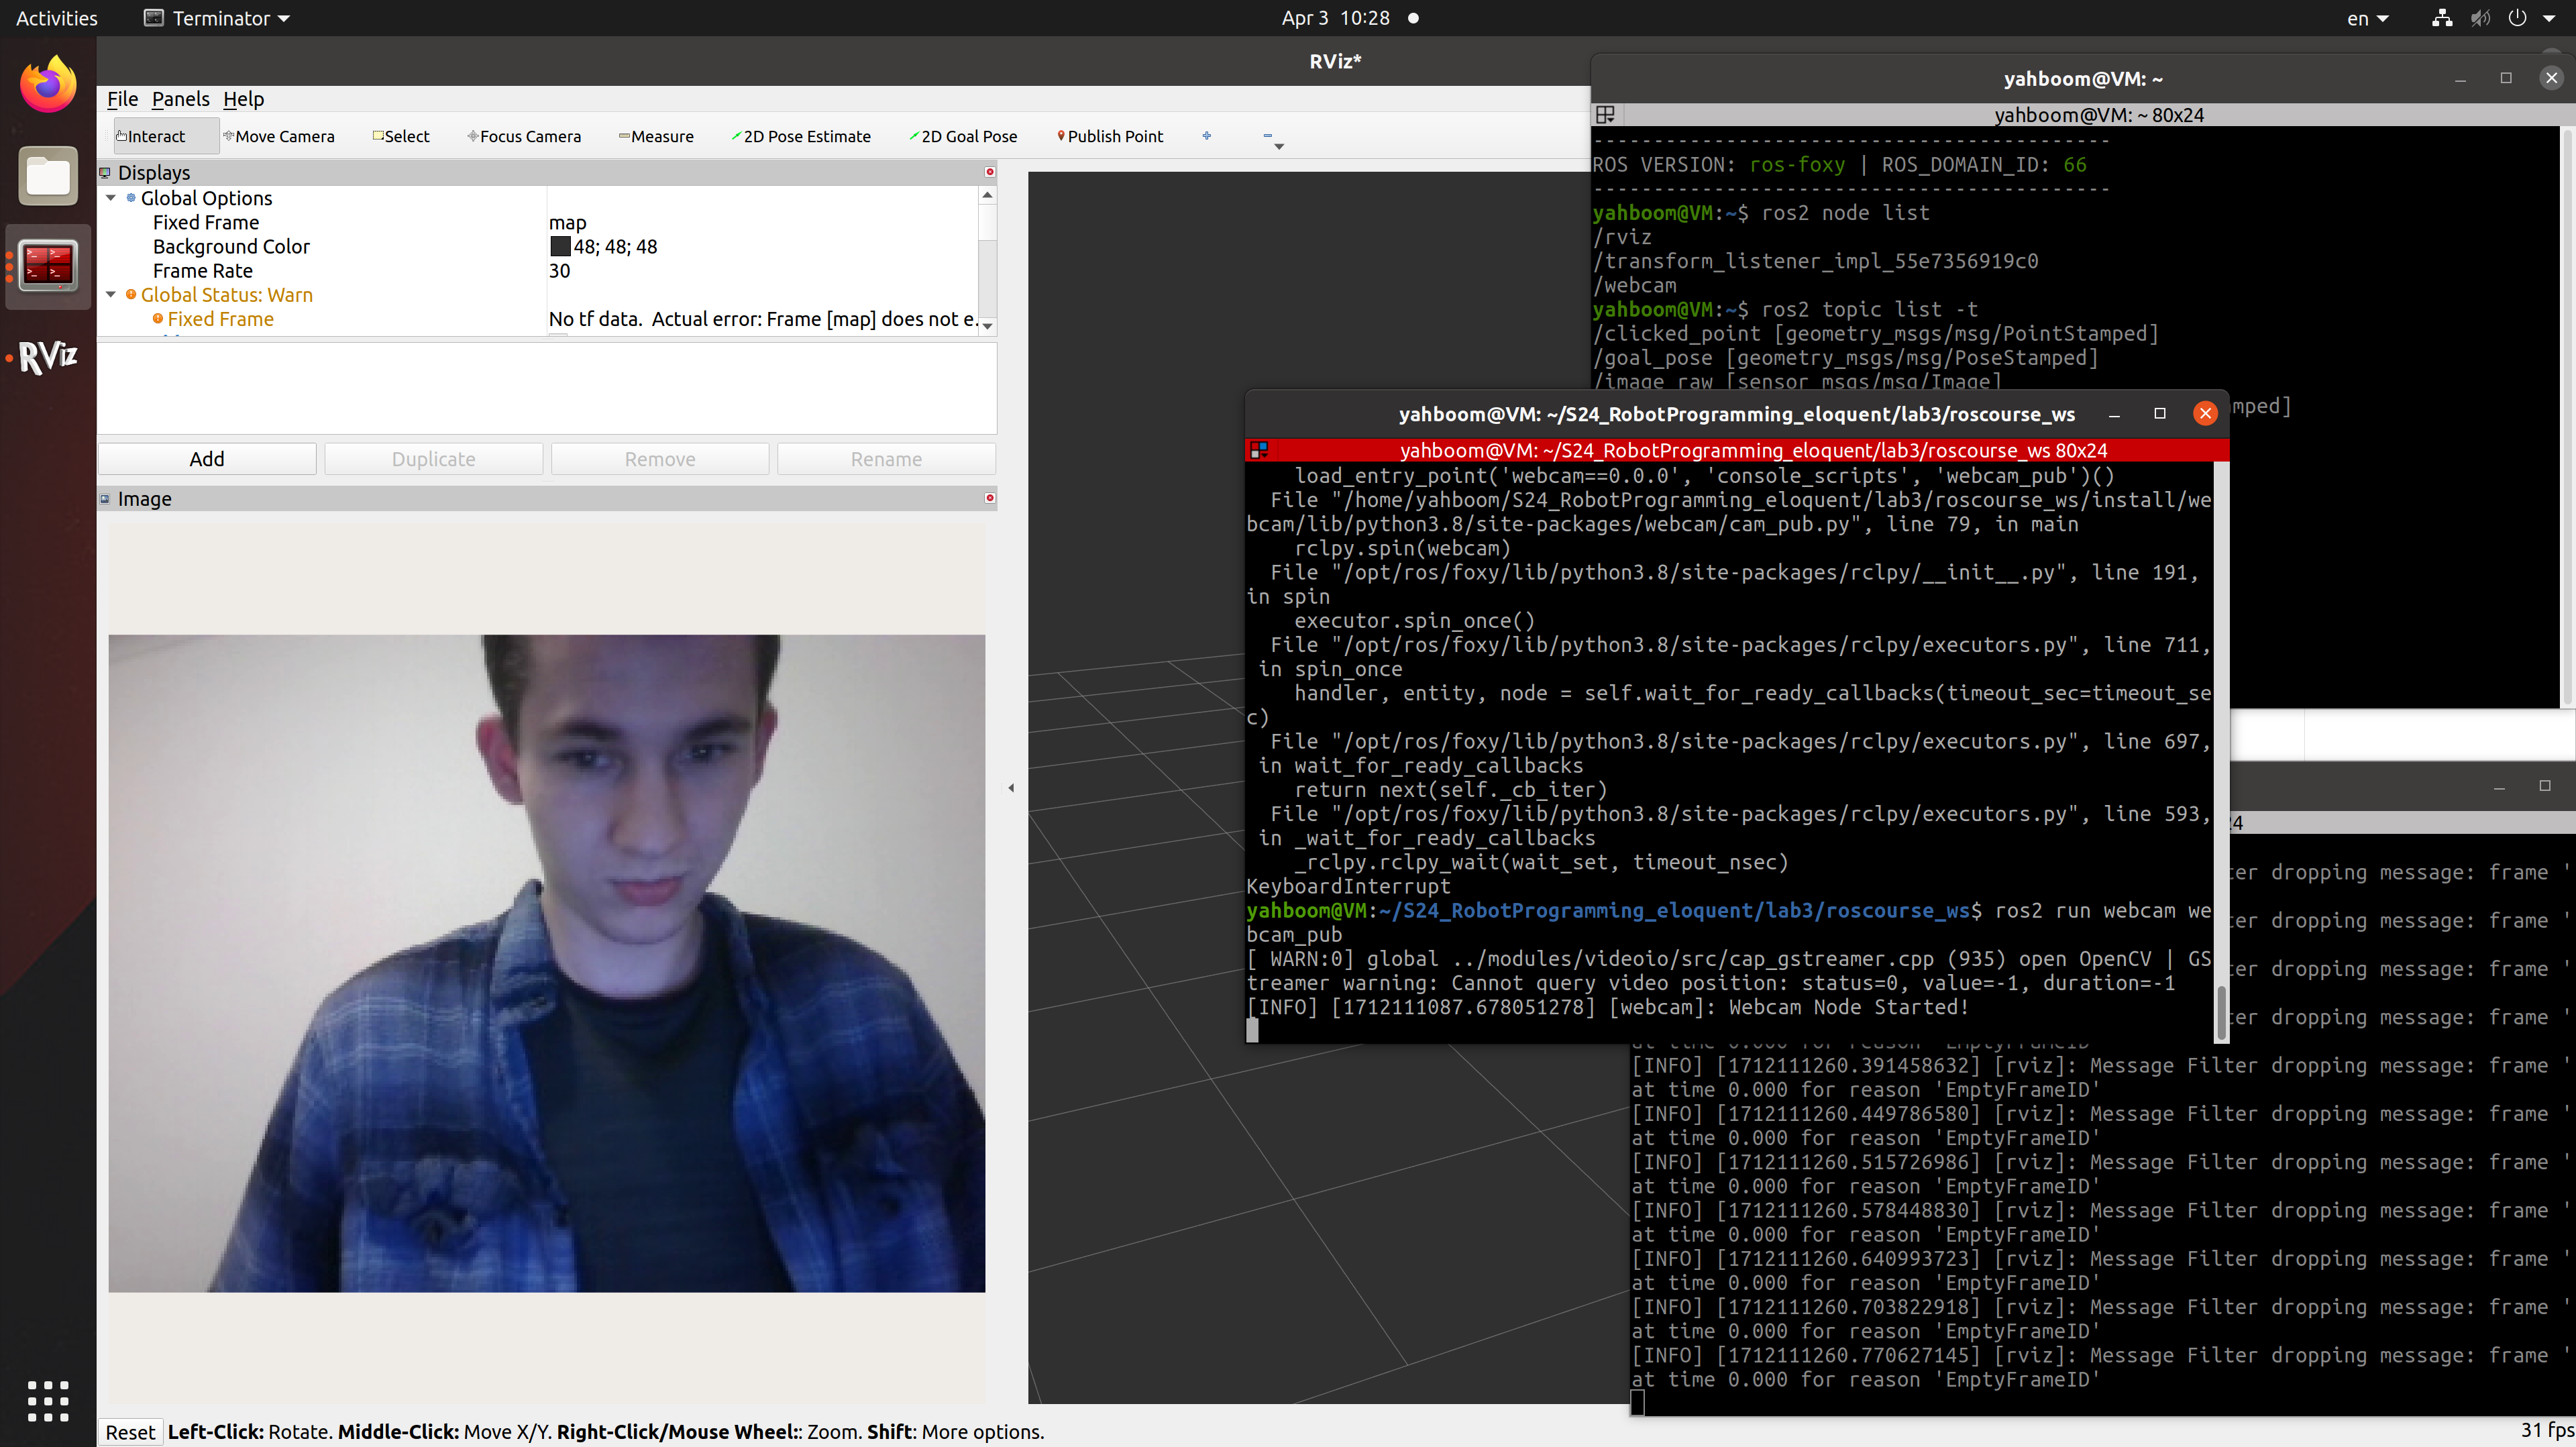 Activities
Terminator
Apr 3 10:28
en
RViz*
File Panels Help
Interact
Move Camera
Select
Focus Camera
Measure
2D Pose Estimate
2D Goal Pose
Publish Point
Displays
Global Options
Fixed Frame map
Background Color 48; 48; 48
Frame Rate 30
Global Status: Warn
Fixed Frame No tf data. Actual error: Frame [map] does not e.
Add
Duplicate
Remove
Rename
Image
RViz
Reset
Left-Click: Rotate. Middle-Click: Move X/Y. Right-Click/Mouse Wheel:: Zoom. Shift: More options.
31 fps
yahboom@VM: ~
yahboom@VM: ~ 80x24
-------------------------------------------
ROS VERSION: ros-foxy | ROS_DOMAIN_ID: 66
-------------------------------------------
yahboom@VM:~$ ros2 node list
/rviz
/transform_listener_impl_55e7356919c0
/webcam
yahboom@VM:~$ ros2 topic list -t
/clicked_point [geometry_msgs/msg/PointStamped]
/goal_pose [geometry_msgs/msg/PoseStamped]
/image_raw [sensor_msgs/msg/Image]
mped]
yahboom@VM: ~/S24_RobotProgramming_eloquent/lab3/roscourse_ws
yahboom@VM: ~/S24_RobotProgramming_eloquent/lab3/roscourse_ws 80x24
load_entry_point('webcam==0.0.0', 'console_scripts', 'webcam_pub')()
File "/home/yahboom/S24_RobotProgramming_eloquent/lab3/roscourse_ws/install/we
bcam/lib/python3.8/site-packages/webcam/cam_pub.py", line 79, in main
rclpy.spin(webcam)
File "/opt/ros/foxy/lib/python3.8/site-packages/rclpy/__init__.py", line 191,
in spin
executor.spin_once()
File "/opt/ros/foxy/lib/python3.8/site-packages/rclpy/executors.py", line 711,
in spin_once
handler, entity, node = self.wait_for_ready_callbacks(timeout_sec=timeout_se
c)
File "/opt/ros/foxy/lib/python3.8/site-packages/rclpy/executors.py", line 697,
in wait_for_ready_callbacks
return next(self._cb_iter)
File "/opt/ros/foxy/lib/python3.8/site-packages/rclpy/executors.py", line 593,
in _wait_for_ready_callbacks
_rclpy.rclpy_wait(wait_set, timeout_nsec)
KeyboardInterrupt
yahboom@VM:~/S24_RobotProgramming_eloquent/lab3/roscourse_ws$ ros2 run webcam we
bcam_pub
[ WARN:0] global ../modules/videoio/src/cap_gstreamer.cpp (935) open OpenCV | GS
treamer warning: Cannot query video position: status=0, value=-1, duration=-1
[INFO] [1712111087.678051278] [webcam]: Webcam Node Started!
24
ter dropping message: frame '
ter dropping message: frame '
ter dropping message: frame '
ter dropping message: frame '
at time 0.000 for reason 'EmptyFrameID'
[INFO] [1712111260.391458632] [rviz]: Message Filter dropping message: frame '
at time 0.000 for reason 'EmptyFrameID'
[INFO] [1712111260.449786580] [rviz]: Message Filter dropping message: frame '
at time 0.000 for reason 'EmptyFrameID'
[INFO] [1712111260.515726986] [rviz]: Message Filter dropping message: frame '
at time 0.000 for reason 'EmptyFrameID'
[INFO] [1712111260.578448830] [rviz]: Message Filter dropping message: frame '
at time 0.000 for reason 'EmptyFrameID'
[INFO] [1712111260.640993723] [rviz]: Message Filter dropping message: frame '
at time 0.000 for reason 'EmptyFrameID'
[INFO] [1712111260.703822918] [rviz]: Message Filter dropping message: frame '
at time 0.000 for reason 'EmptyFrameID'
[INFO] [1712111260.770627145] [rviz]: Message Filter dropping message: frame '
at time 0.000 for reason 'EmptyFrameID'